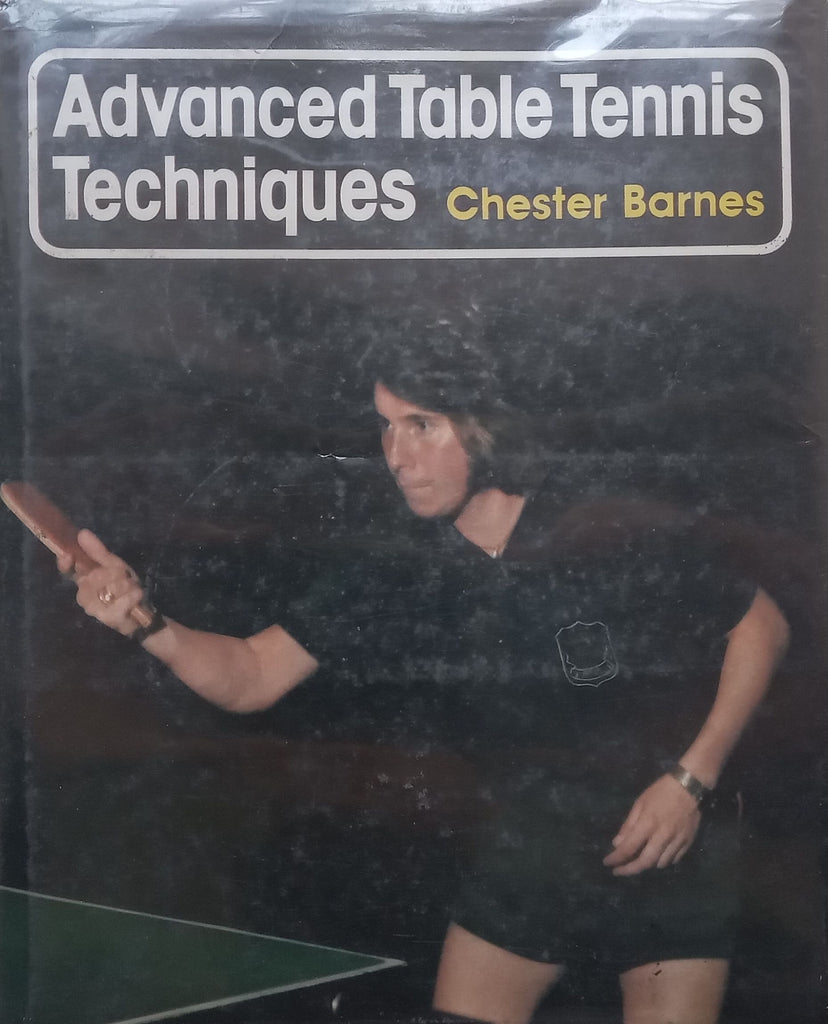 Advanced Table Tennis
Techniques Chester Barnes